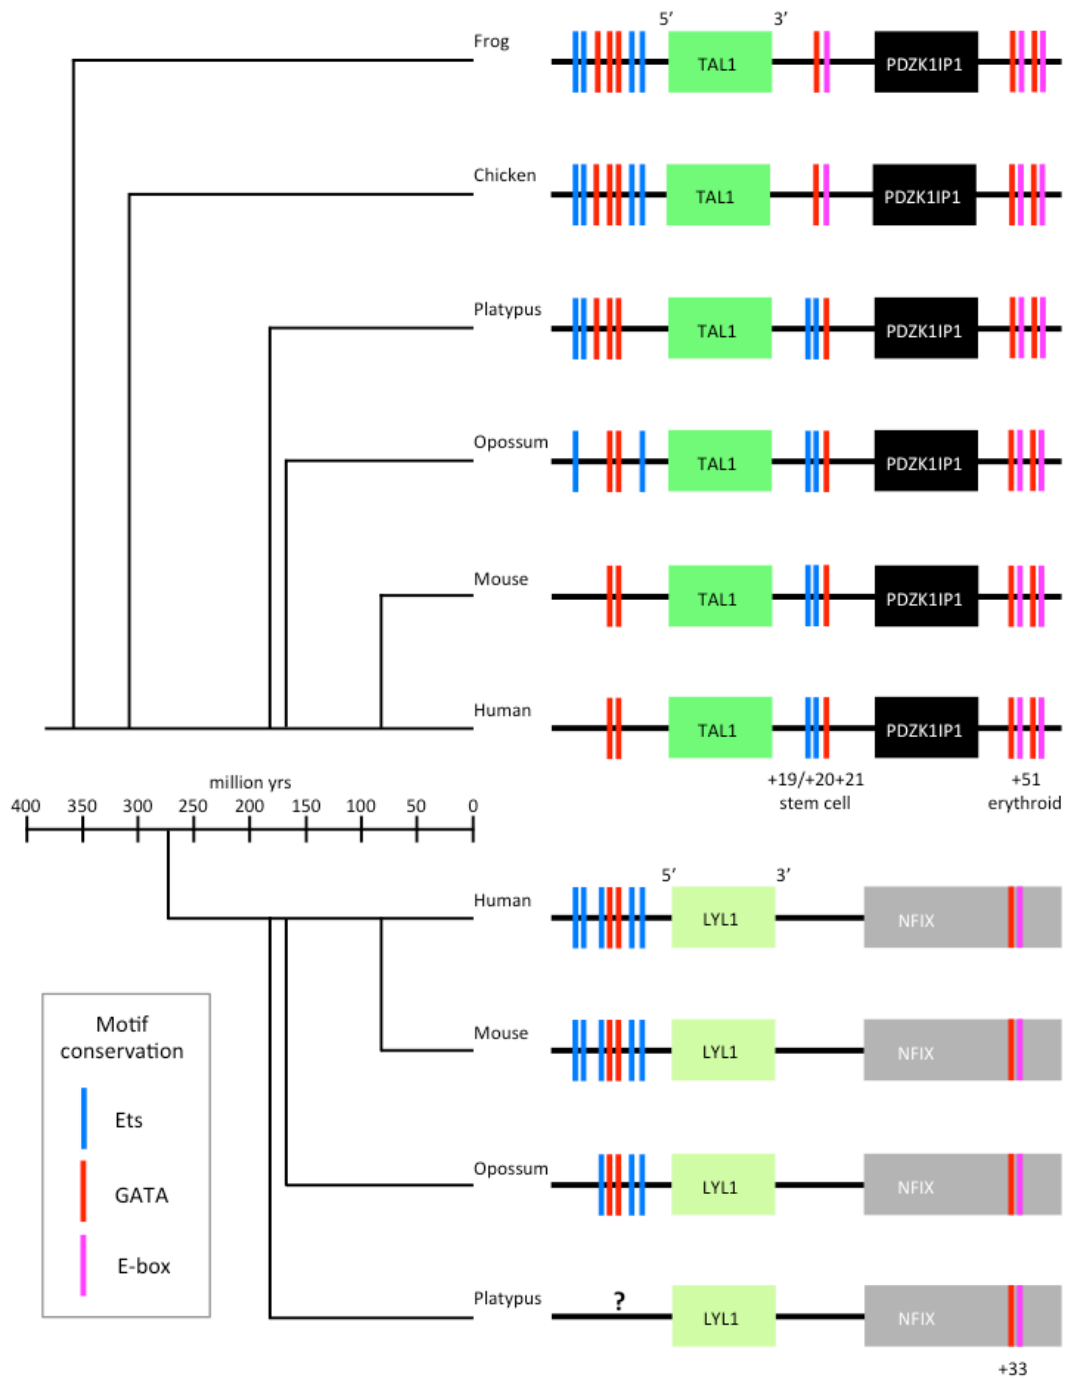 5’ 3’
Frog
TAL1 PDZK1IP1
Chicken
TAL1 PDZK1IP1
Platypus
TAL1 PDZK1IP1
Opossum
TAL1 PDZK1IP1
Mouse
TAL1 PDZK1IP1
Human
TAL1 PDZK1IP1
+19/+20+21 +51
stem cell erythroid
million yrs
400 350 300 250 200 150 100 50 0
5’ 3’
Human
LYL1 NFIX
Mouse
LYL1 NFIX
Opossum
LYL1 NFIX
Platypus
?
LYL1 NFIX
+33
Motif
conservation
Ets
GATA
E-box